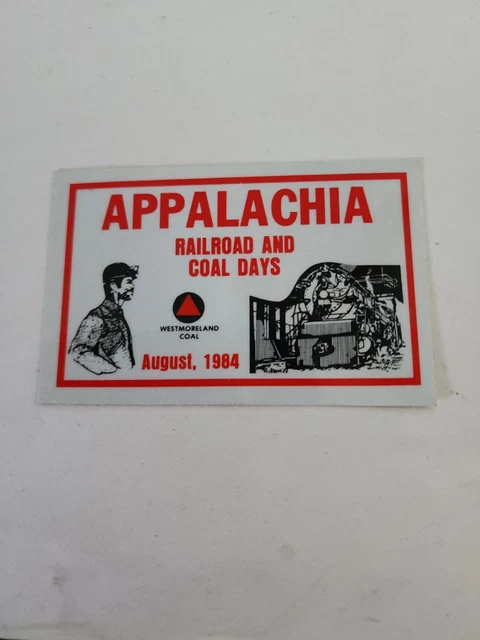 APPALACHIA
RAILROAD AND
COAL DAYS
WESTMORELAND
COAL
August, 1984